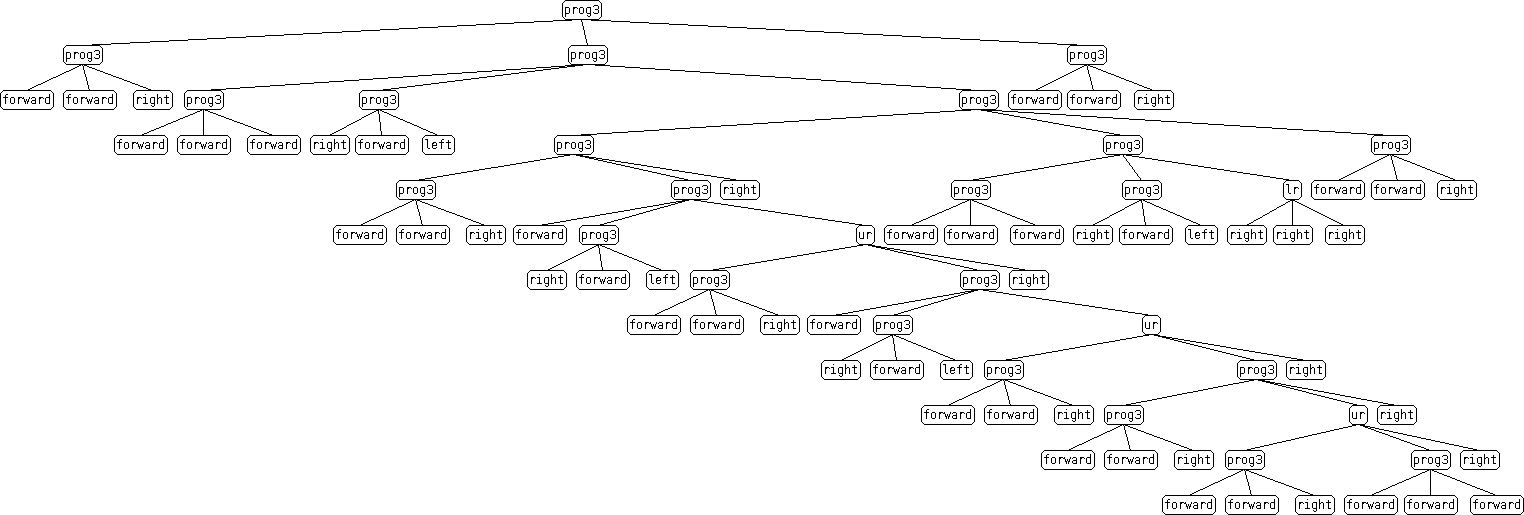 prog3
prog3 prog3 prog3
forward forward right prog3 prog3 prog3 forward forward right
forward forward forward right forward left prog3 prog3 prog3
prog3 prog3 right prog3 prog3 lr forward forward right
forward forward right forward prog3 ur forward forward forward right forward left right right right
right forward left prog3 prog3 right
forward forward right forward prog3 ur
right forward left prog3 prog3 right
forward forward right prog3 ur right
forward forward right prog3 prog3 right
forward forward right forward forward forward